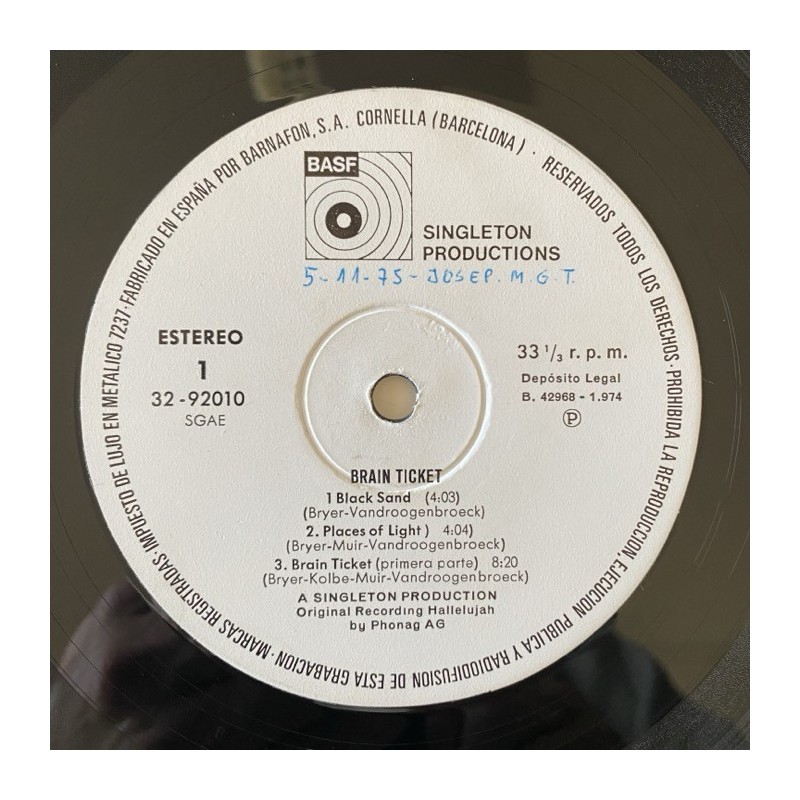 IMPUESTO DE LUJO EN METALICO 7237·FABRICADO EN ESPAÑA POR BARNAFON, S.A. CORNELLA (BARCELONA) · RESERVADOS TODOS LOS DERECHOS · PROHIBIDA LA REPRODUCCION, EJECUCION PUBLICA Y RADIODIFUSION DE ESTA GRABACION·MARCAS REGISTRADAS·
BASF
SINGLETON
PRODUCTIONS
5-11-75-JOSEP.M.G.T.
ESTEREO
1
32-92010
SGAE
33 1/3 r. p. m.
Depósito Legal
B. 42968-1.974
Ⓟ
BRAIN TICKET
1 Black Sand (4:03)
(Bryer-Vandroogenbroeck)
2. Places of Light) 4:04)
(Bryer-Muir-Vandroogenbroeck)
3. Brain Ticket (primera parte) 8:20
(Bryer-Kolbe-Muir-Vandroogenbroeck)
A SINGLETON PRODUCTION
Original Recording Hallelujah
by Phonag AG